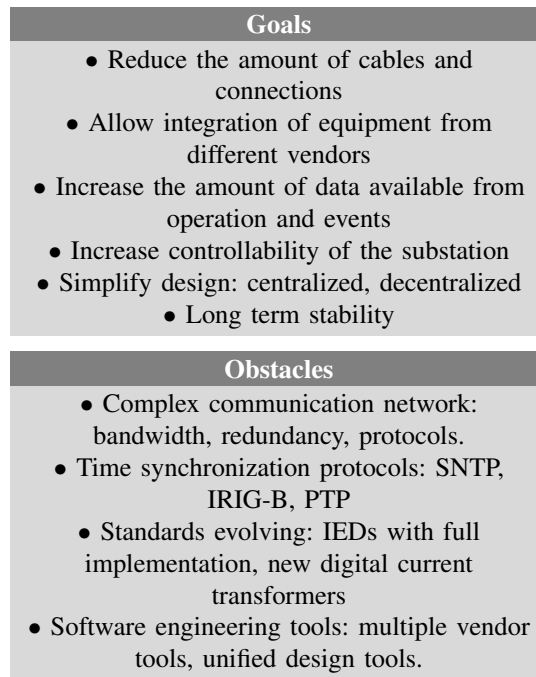 Goals
• Reduce the amount of cables and
connections
• Allow integration of equipment from
different vendors
• Increase the amount of data available from
operation and events
• Increase controllability of the substation
• Simplify design: centralized, decentralized
• Long term stability
Obstacles
• Complex communication network:
bandwidth, redundancy, protocols.
• Time synchronization protocols: SNTP,
IRIG-B, PTP
• Standards evolving: IEDs with full
implementation, new digital current
transformers
• Software engineering tools: multiple vendor
tools, unified design tools.